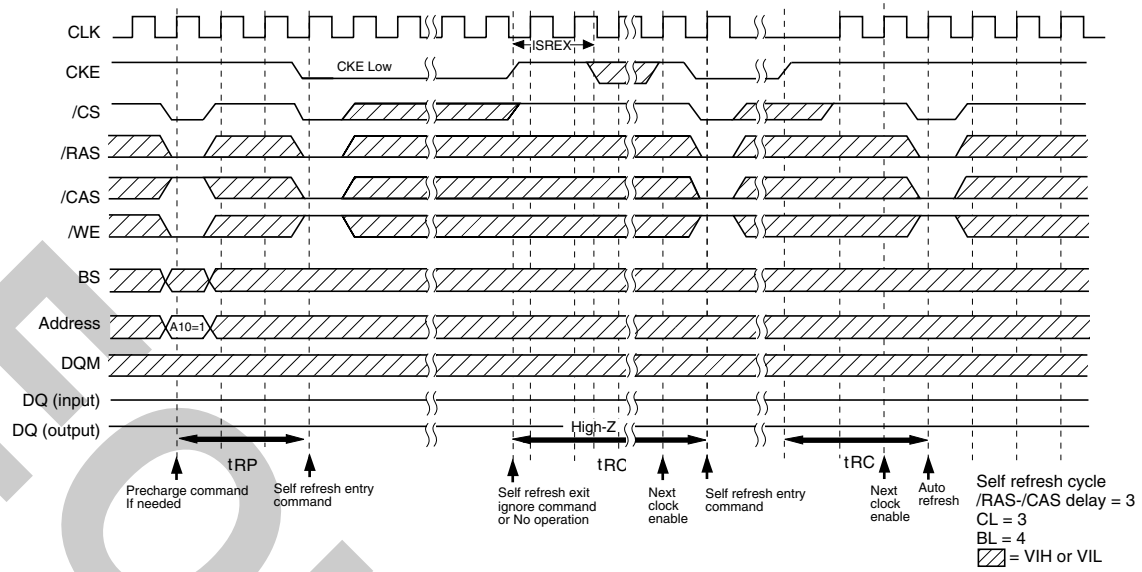 CLK
ISREX
CKE
CKE Low
/CS
/RAS
/CAS
/WE
BS
Address
A10=1
DQM
DQ (input)
DQ (output)
High-Z
tRP
tRC
tRC
Precharge command
If needed
Self refresh entry
command
Self refresh exit
ignore command
or No operation
Next
clock
enable
Self refresh entry
command
Next
clock
enable
Auto
refresh
Self refresh cycle
/RAS-/CAS delay = 3
CL = 3
BL = 4
= VIH or VIL